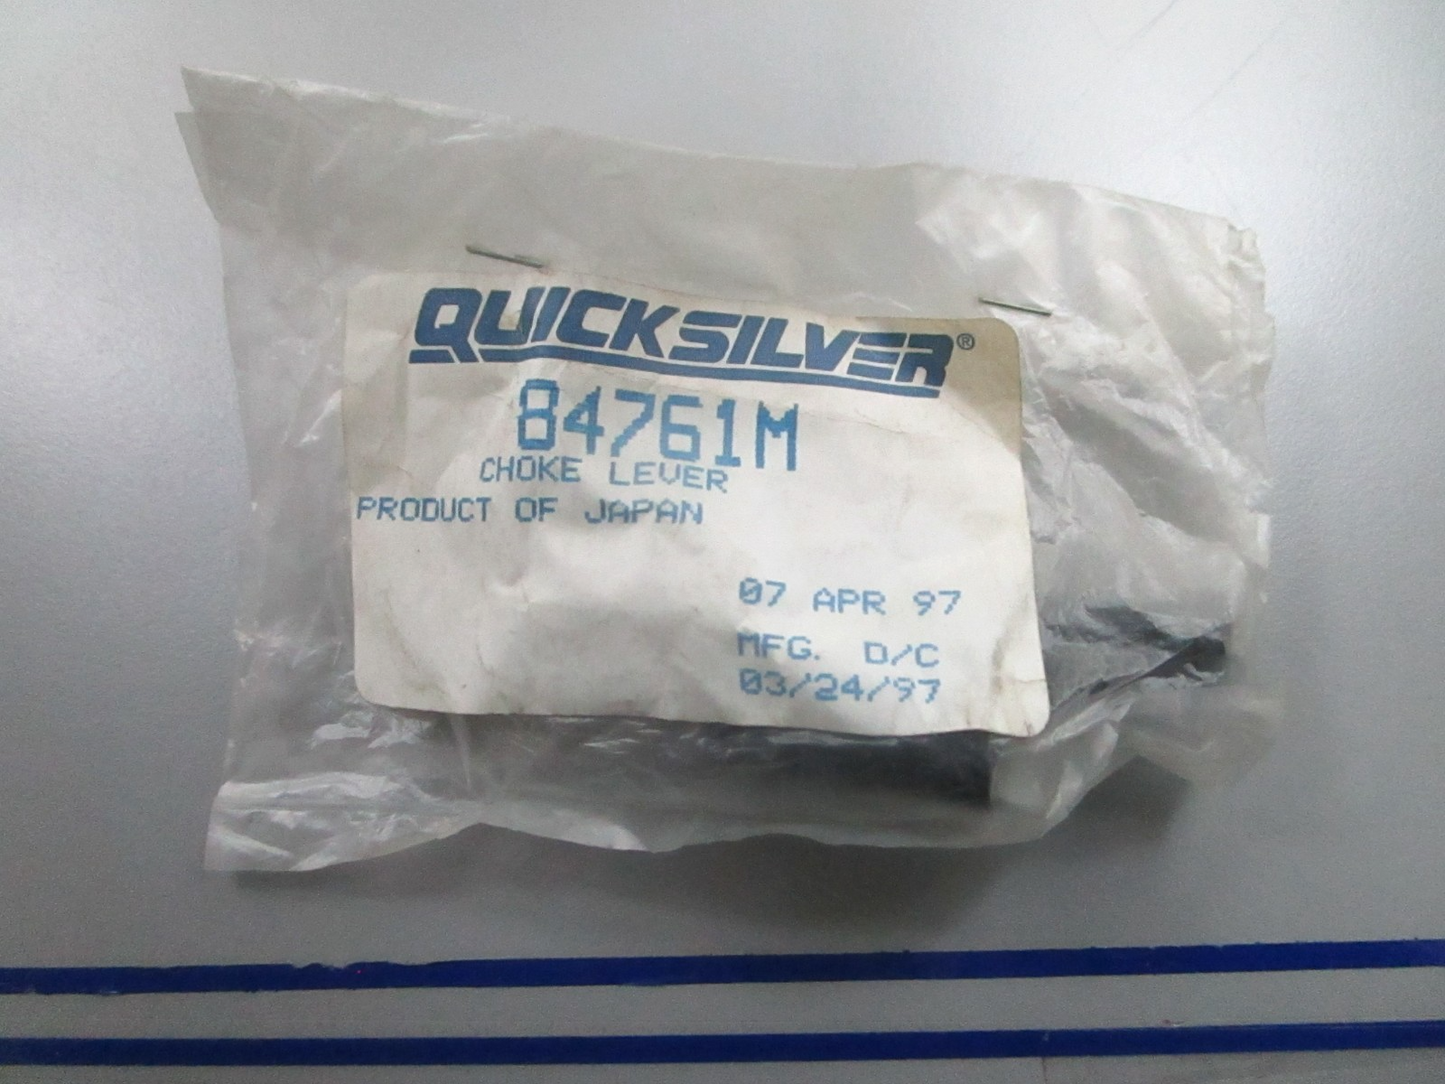 QUICKSILVER®
84761M
CHOKE LEVER
PRODUCT OF JAPAN
07 APR 97
MFG. D/C
03/24/97